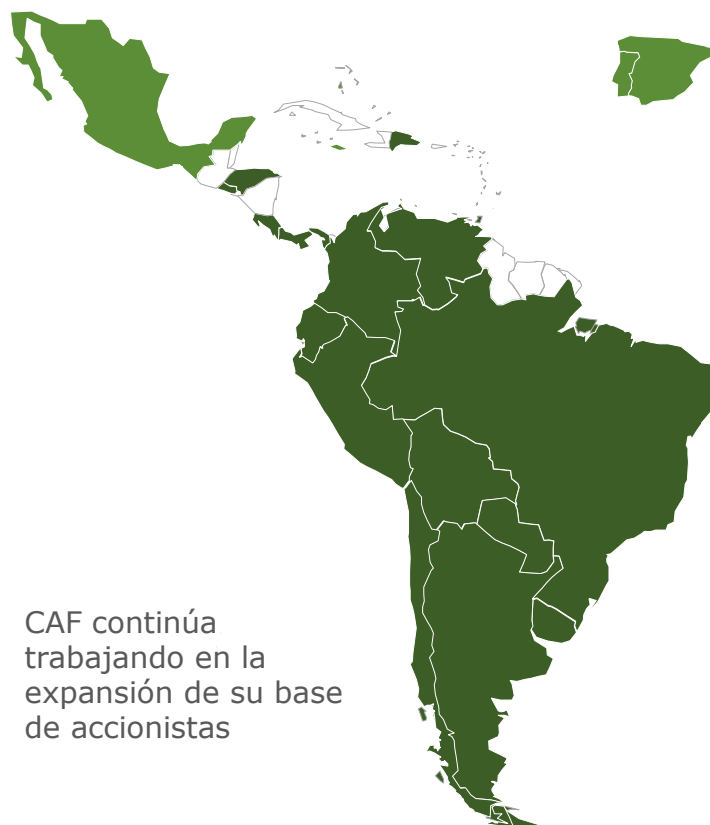 CAF continúa
trabajando en la
expansión de su base
de accionistas